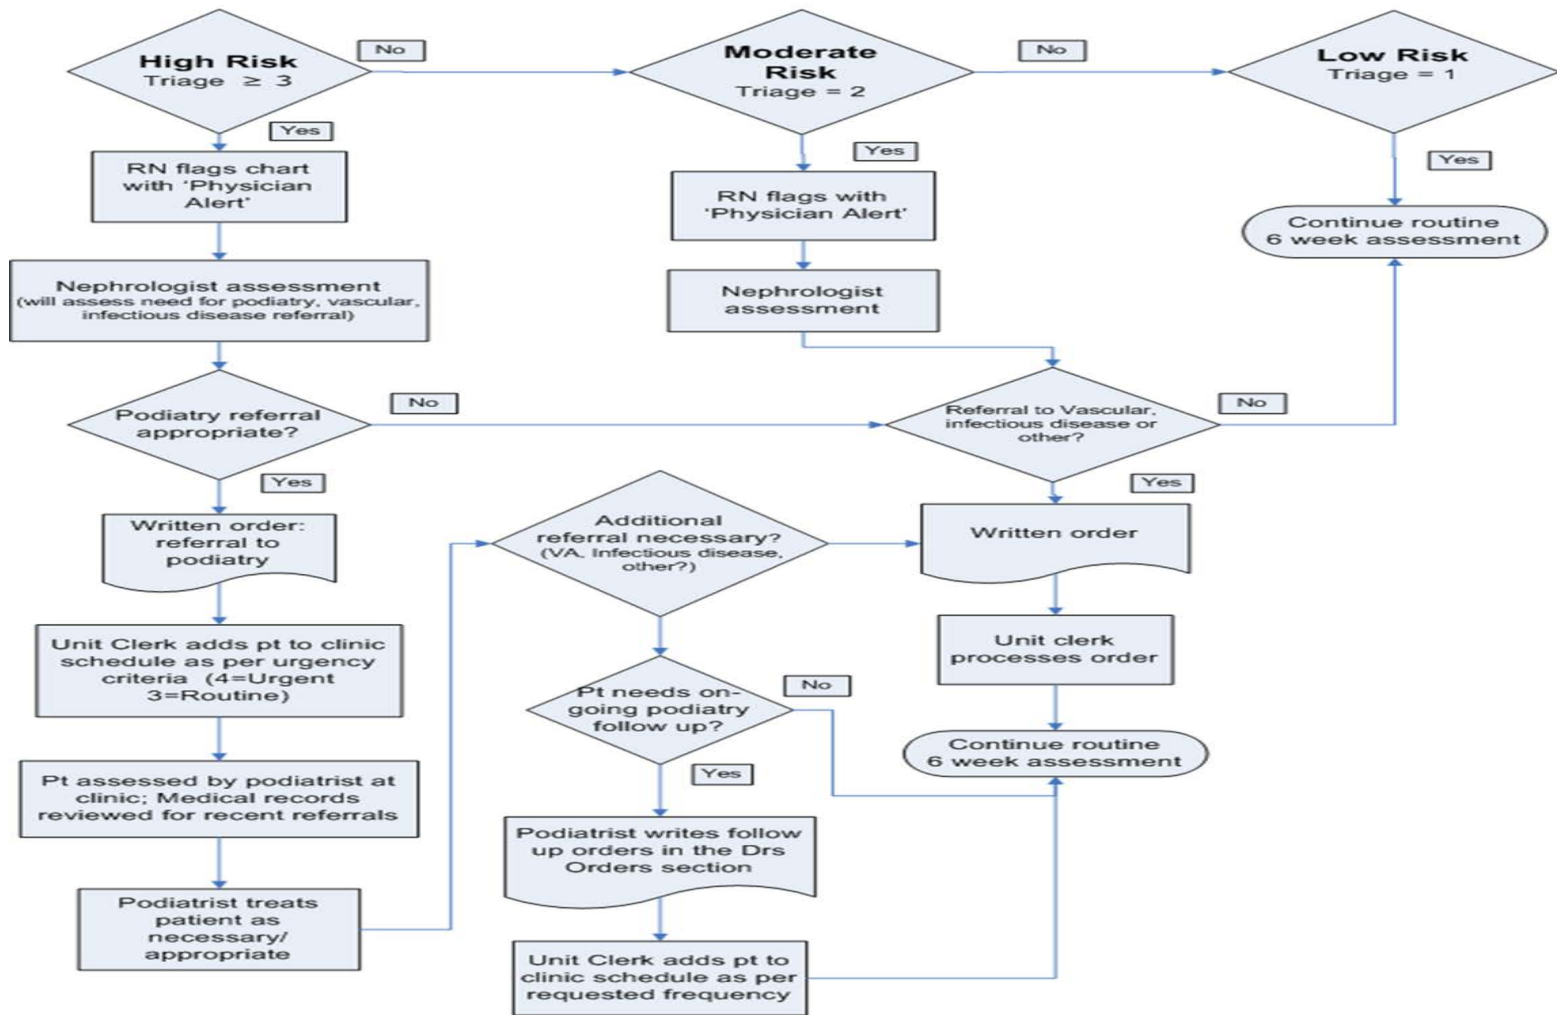 High Risk
Triage ≥ 3
No
Moderate
Risk
Triage = 2
No
Low Risk
Triage = 1
Yes
Yes
Yes
RN flags chart
with ‘Physician
Alert’
RN flags with
‘Physician Alert’
Continue routine
6 week assessment
Nephrologist assessment
(will assess need for podiatry, vascular,
infectious disease referral)
Nephrologist
assessment
Podiatry referral
appropriate?
No
Referral to Vascular,
infectious disease or
other?
No
Yes
Yes
Written order:
referral to
podiatry
Additional
referral necessary?
(VA, Infectious disease,
other?)
Written order
Unit Clerk adds pt to clinic
schedule as per urgency
criteria (4=Urgent
3=Routine)
Unit clerk
processes order
Pt needs on-
going podiatry
follow up?
No
Yes
Continue routine
6 week assessment
Pt assessed by podiatrist at
clinic; Medical records
reviewed for recent referrals
Podiatrist writes follow
up orders in the Drs
Orders section
Podiatrist treats
patient as
necessary/
appropriate
Unit Clerk adds pt to
clinic schedule as per
requested frequency